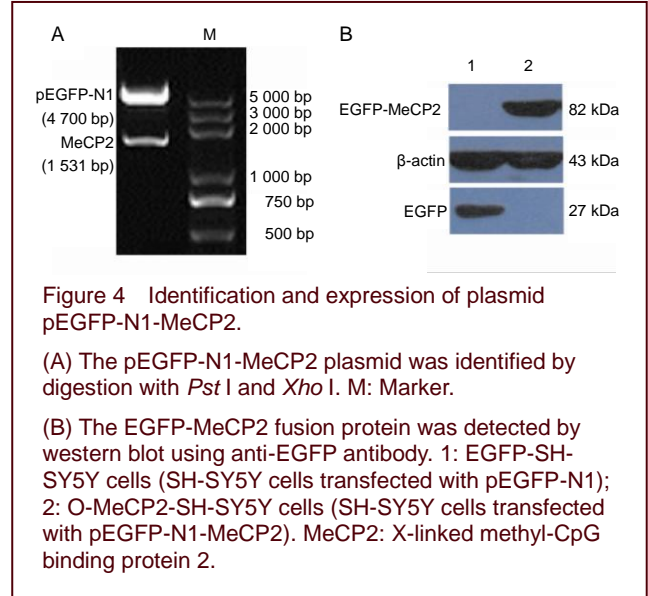 A M
pEGFP-N1
(4 700 bp)
MeCP2
(1 531 bp)
5 000 bp
3 000 bp
2 000 bp
1 000 bp
750 bp
500 bp
B
1 2
EGFP-MeCP2 82 kDa
β-actin 43 kDa
EGFP 27 kDa
Figure 4 Identification and expression of plasmid
pEGFP-N1-MeCP2.
(A) The pEGFP-N1-MeCP2 plasmid was identified by
digestion with Pst I and Xho I. M: Marker.
(B) The EGFP-MeCP2 fusion protein was detected by
western blot using anti-EGFP antibody. 1: EGFP-SH-
SY5Y cells (SH-SY5Y cells transfected with pEGFP-N1);
2: O-MeCP2-SH-SY5Y cells (SH-SY5Y cells transfected
with pEGFP-N1-MeCP2). MeCP2: X-linked methyl-CpG
binding protein 2.